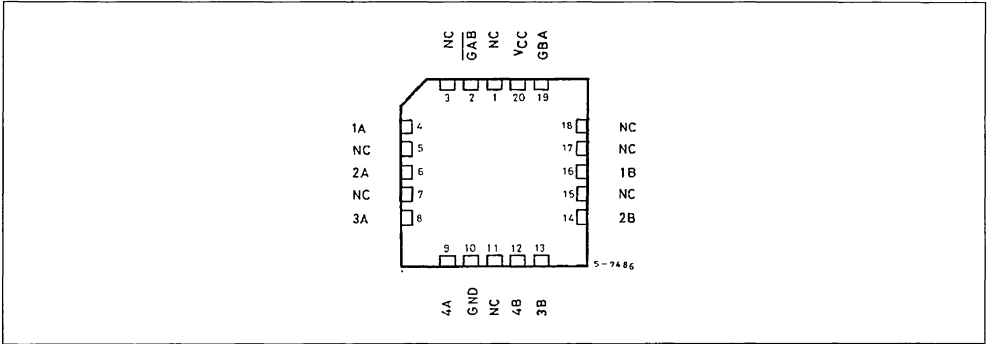 NC GAB NC VCC GBA
3 2 1 20 19
1A 4 18 NC
NC 5 17 NC
2A 6 16 1B
NC 7 15 NC
3A 8 14 2B
9 10 11 12 13
S-7486
4A GND NC 4B 3B